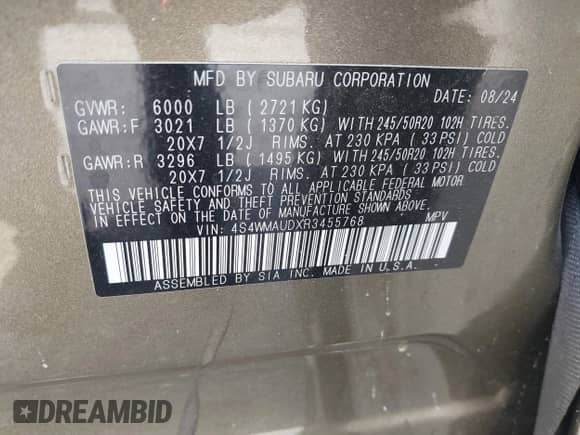 MFD BY SUBARU CORPORATION
DATE: 08/24
GVWR: 6000 LB ( 2721 KG)
GAWR:F 3021 LB ( 1370 KG) WITH 245/50R20 102H TIRES.
20X7 1/2J RIMS. AT 230 KPA ( 33 PSI) COLD
GAWR:R 3296 LB ( 1495 KG) WITH 245/50R20 102H TIRES.
20X7 1/2J RIMS. AT 230 KPA ( 33 PSI) COLD
THIS VEHICLE CONFORMS TO ALL APPLICABLE FEDERAL MOTOR
VEHICLE SAFETY AND THEFT PREVENTION STANDARDS
IN EFFECT ON THE DATE OF MANUFACTURE SHOWN ABOVE.
VIN: 4S4WMAUDXR3455768 MPV
ASSEMBLED BY SIA INC. MADE IN U.S.A.
DREAMBID